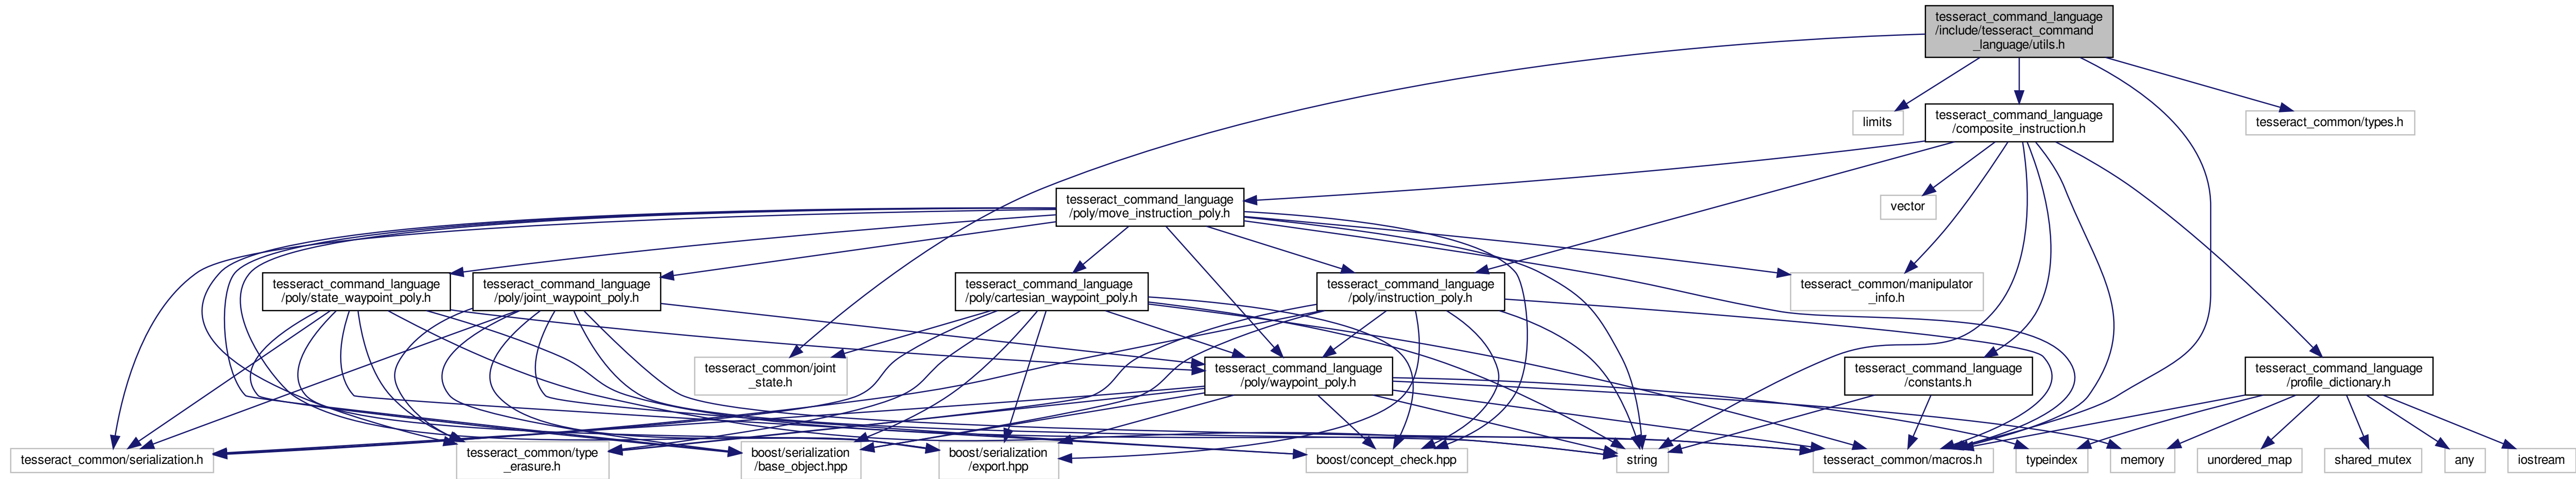 tesseract_command_language
/include/tesseract_command
_language/utils.h
limits
tesseract_command_language
/composite_instruction.h
tesseract_common/types.h
tesseract_command_language
/poly/move_instruction_poly.h
vector
tesseract_command_language
/poly/state_waypoint_poly.h
tesseract_command_language
/poly/joint_waypoint_poly.h
tesseract_command_language
/poly/cartesian_waypoint_poly.h
tesseract_command_language
/poly/instruction_poly.h
tesseract_common/manipulator
_info.h
tesseract_common/joint
_state.h
tesseract_command_language
/poly/waypoint_poly.h
tesseract_command_language
/constants.h
tesseract_command_language
/profile_dictionary.h
tesseract_common/serialization.h
tesseract_common/type
_erasure.h
boost/serialization
/base_object.hpp
boost/serialization
/export.hpp
boost/concept_check.hpp
string
tesseract_common/macros.h
typeindex
memory
unordered_map
shared_mutex
any
iostream